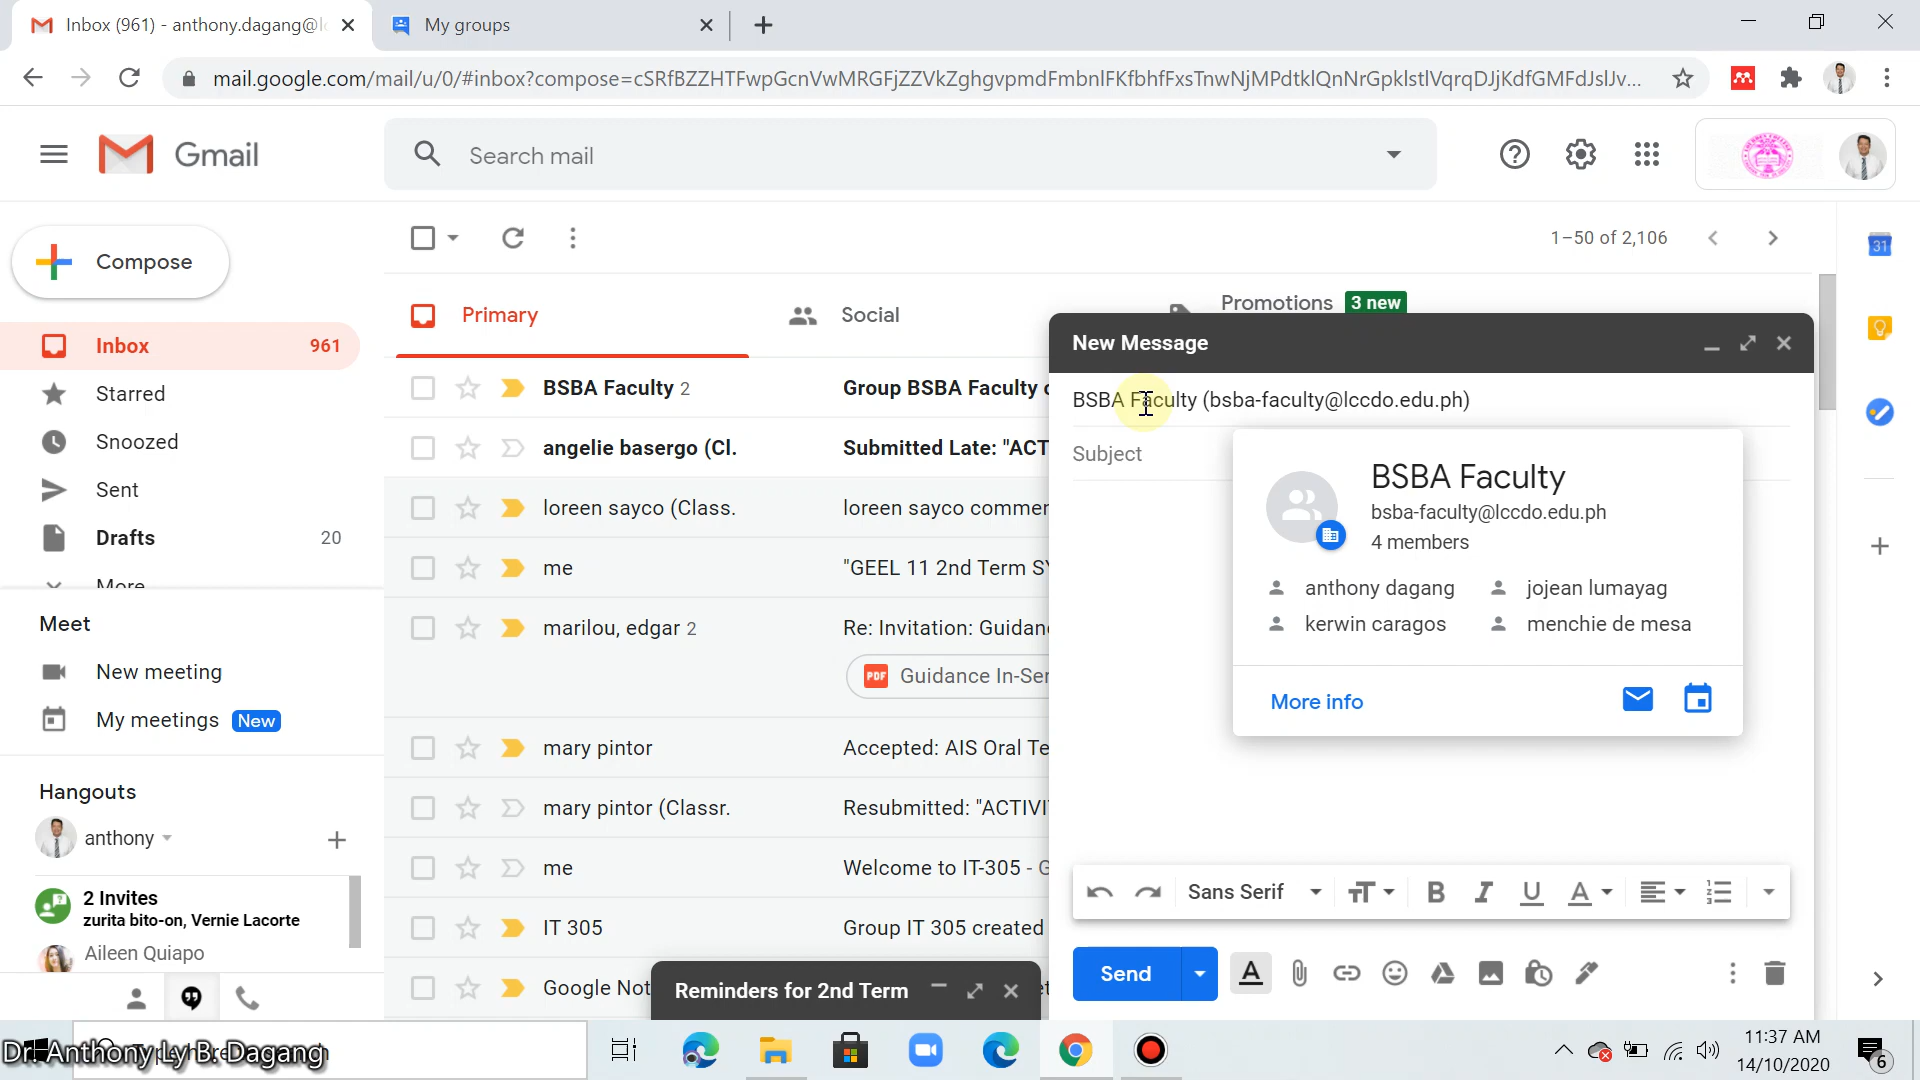 Inbox (961) - anthony.dagang@l
My groups
mail.google.com/mail/u/0/#inbox?compose=cSRfBZZHTFwpGcnVwMRGFjZZVkZghgvpmdFmbnlFKfbhfFxsTnwNjMPdtklQnNrGpklstlVqrqDJjKdfGMFdJslJv...
Gmail
Search mail
Compose
1–50 of 2,106
31
Primary
Social
Promotions
3 new
Inbox
961
Starred
Snoozed
Sent
Drafts
20
More
Meet
New meeting
My meetings
New
Hangouts
anthony
2 Invites
zurita bito-on, Vernie Lacorte
Aileen Quiapo
BSBA Faculty 2
Group BSBA Faculty c
angelie basergo (Cl.
Submitted Late: "ACT
loreen sayco (Class.
loreen sayco commer
me
"GEEL 11 2nd Term SY
marilou, edgar 2
Re: Invitation: Guidan
PDF
Guidance In-Ser
mary pintor
Accepted: AIS Oral Te
mary pintor (Classr.
Resubmitted: "ACTIVI
me
Welcome to IT-305 - G
IT 305
Group IT 305 created
Google Not
Reminders for 2nd Term
New Message
BSBA Faculty (bsba-faculty@lccdo.edu.ph)
Subject
BSBA Faculty
bsba-faculty@lccdo.edu.ph
4 members
anthony dagang
jojean lumayag
kerwin caragos
menchie de mesa
More info
Sans Serif
Send
Dr. Anthony Ly B. Dagang
11:37 AM
14/10/2020
6